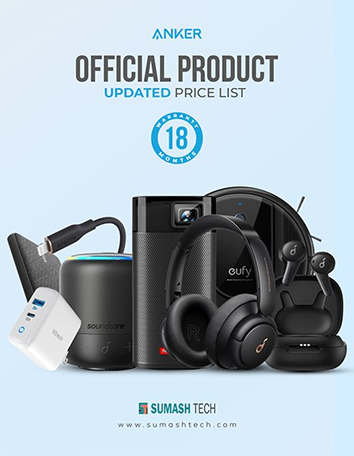 ANKER
OFFICIAL PRODUCT
UPDATED PRICE LIST
WARRANTY
18
MONTHS
eufy
soundcore
SUMASH TECH
www.sumashtech.com